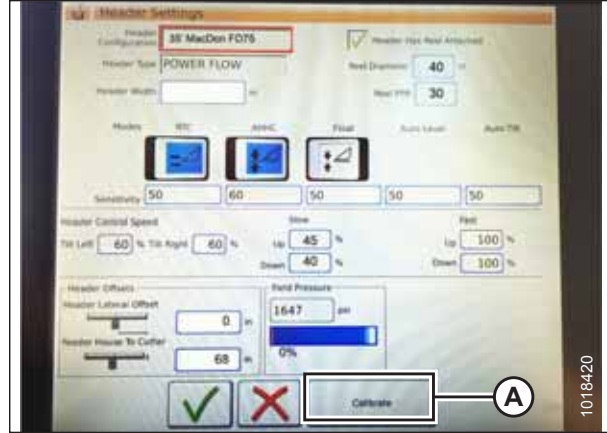 Header Settings
Header Configuration 35' MacDon FD75 Header Has Reel Attached
Header Type POWER FLOW Reel Diameter 40 in
Header Width in Reel PPR 30
Modes RTC AHHC Float Auto Level Auto Tilt
Sensitivity 50 60 50 50 50
Header Control Speed Slow Fast
Tilt Left 60 % Tilt Right 60 % Up 45 % Up 100 %
Down 40 % Down 100 %
Header Offsets Field Pressure
Header Lateral Offset 1647 psi
0 in
Feeder House To Cutter 0%
68 in
Calibrate A
1018420